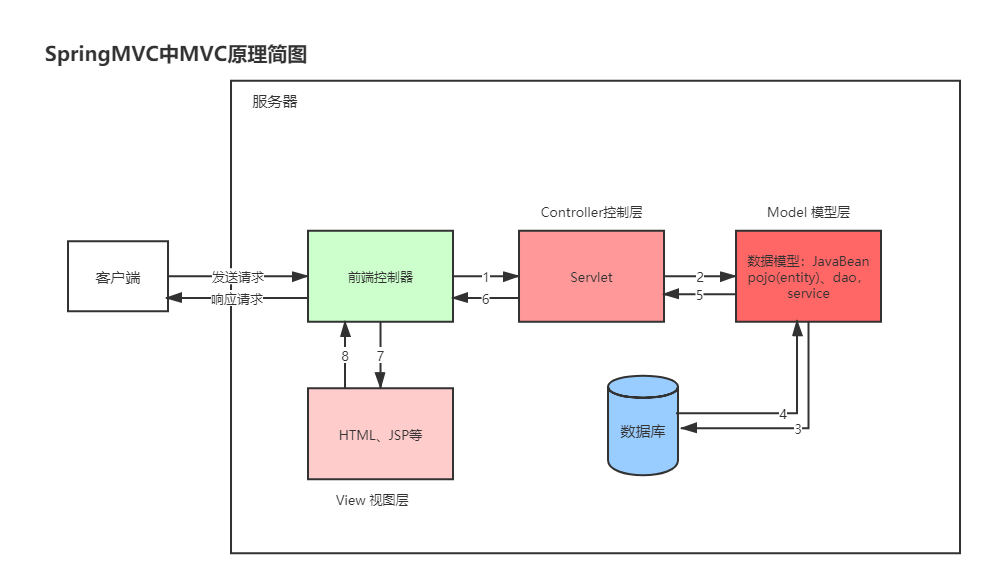 SpringMVC中MVC原理简图
服务器
Controller控制层
Model 模型层
客户端
发送请求
响应请求
前端控制器
1
6
Servlet
2
5
数据模型：JavaBean
pojo(entity)、dao，
service
8
7
HTML、JSP等
View 视图层
数据库
4
3